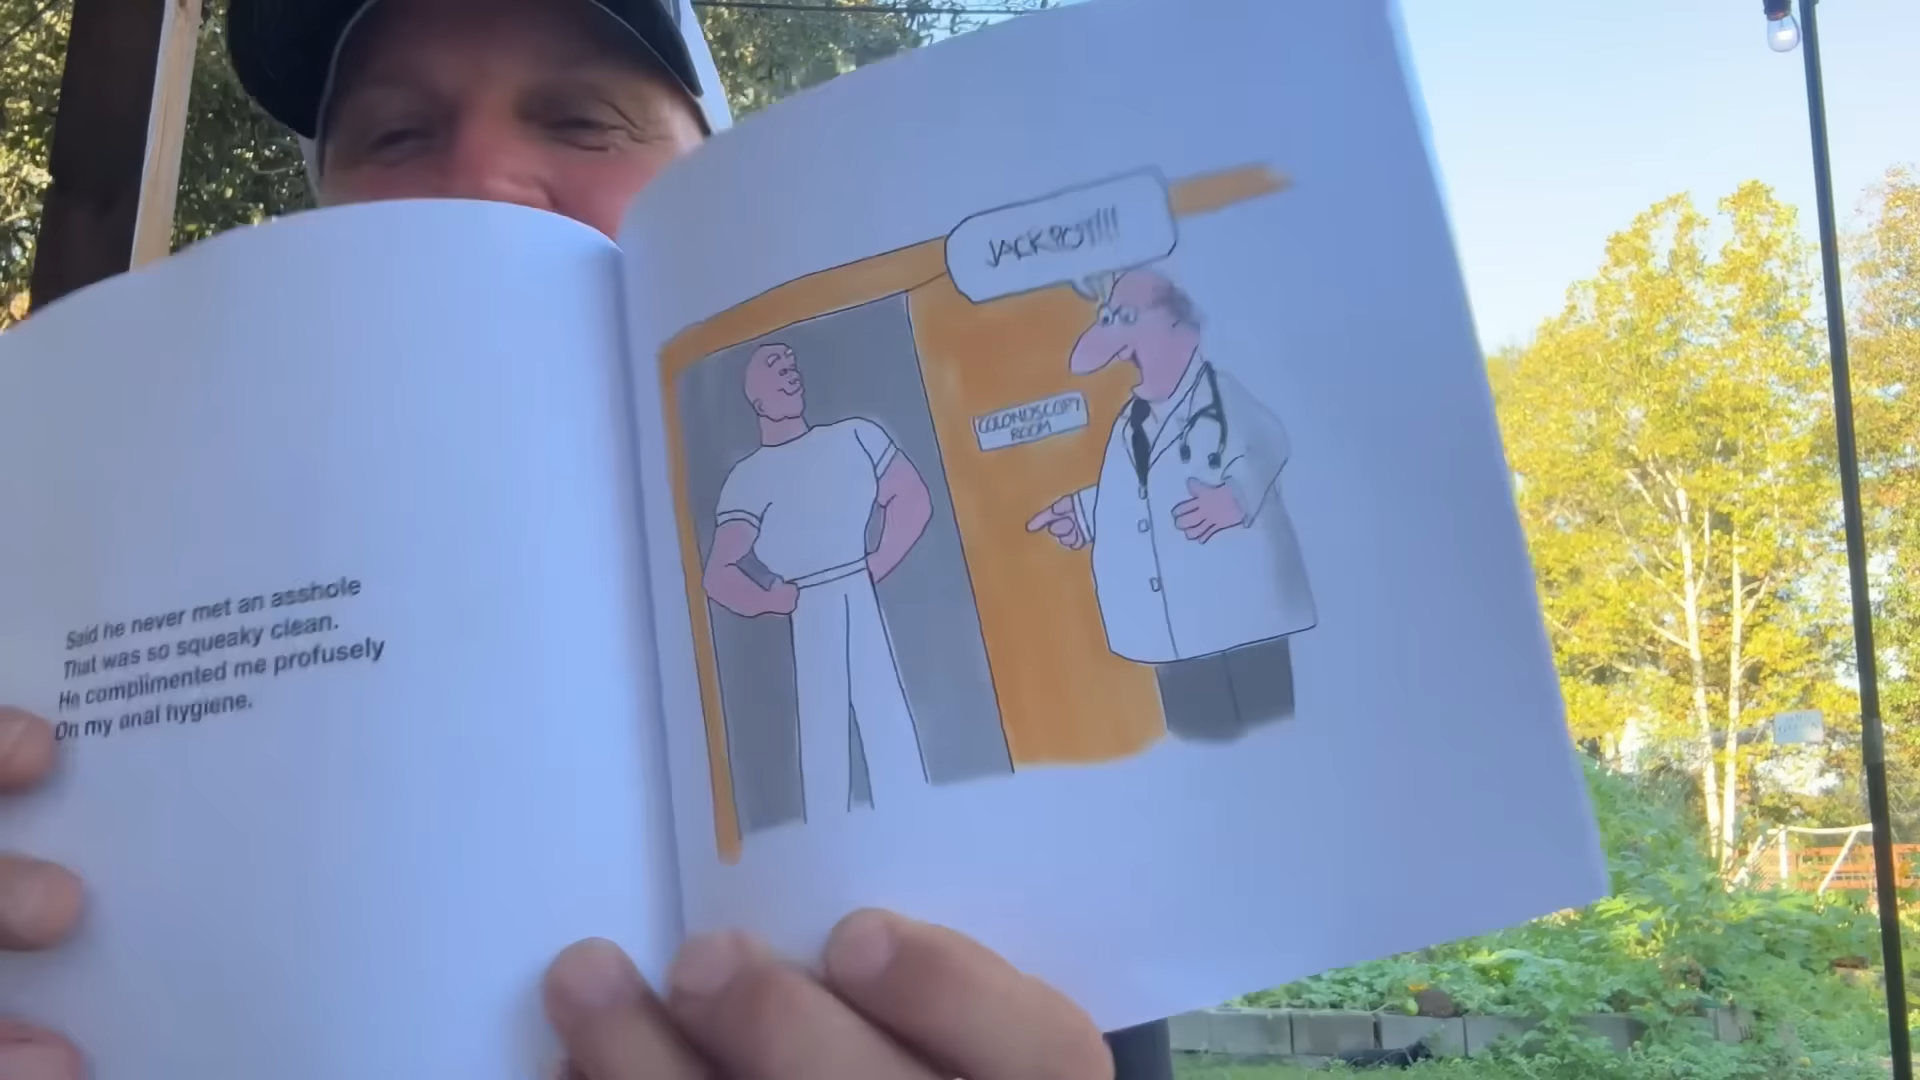 Said he never met an asshole
That was so squeaky clean.
He complimented me profusely
On my anal hygiene.
JACKPOT!!!
COLONOSCOPY
ROOM